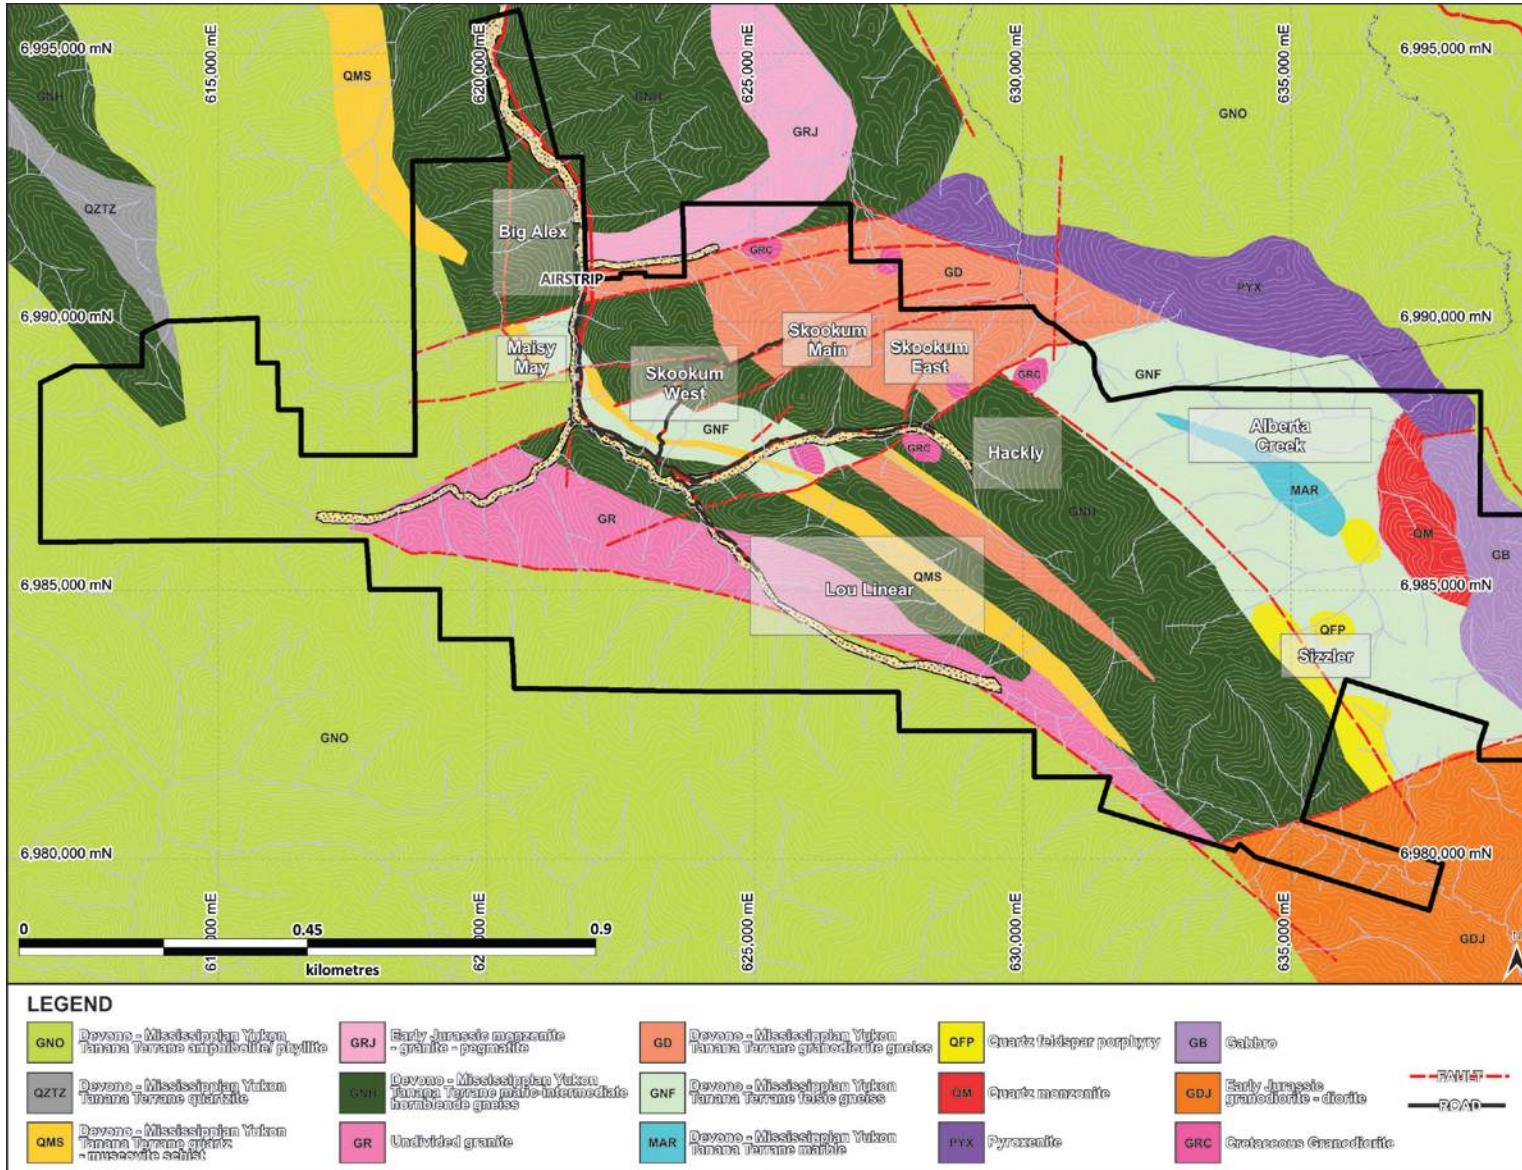 6,995,000 mN
615,000 mE
620,000 mE
625,000 mE
630,000 mE
635,000 mE
6,995,000 mN
GNH
QMS
GNH
GRJ
GNO
QZTZ
Big Alex
AIRSTRIP
GRC
GD
PYX
6,990,000 mN
6,990,000 mN
Maisy
May
Skookum
West
Skookum
Main
Skookum
East
GRC
GNF
GNF
GRC
Hackly
Alberta
Creek
MAR
GR
GNH
QM
GB
6,985,000 mN
6,985,000 mN
QMS
Lou Linear
QFP
Sizzler
GNO
6,980,000 mN
6,980,000 mN
GDJ
0
0.45
0.9
kilometres
625,000 mE
630,000 mE
635,000 mE
LEGEND
GNO Devono - Mississippian Yukon
Tanana Terrane amphibolite/ phyllite
QZTZ Devono - Mississippian Yukon
Tanana Terrane quartzite
QMS Devono - Mississippian Yukon
Tanana Terrane quartz
- muscovite schist
GRJ Early Jurassic monzonite
- granite - pegmatite
GNH Devono - Mississippian Yukon
Tanana Terrane mafic-intermediate
hornblende gneiss
GR Undivided granite
GD Devono - Mississippian Yukon
Tanana Terrane granodiorite gneiss
GNF Devono - Mississippian Yukon
Tanana Terrane felsic gneiss
MAR Devono - Mississippian Yukon
Tanana Terrane marble
QFP Quartz feldspar porphyry
QM Quartz monzonite
PYX Pyroxenite
GB Gabbro
GDJ Early Jurassic
granodiorite - diorite
GRC Cretaceous Granodiorite
FAULT
ROAD